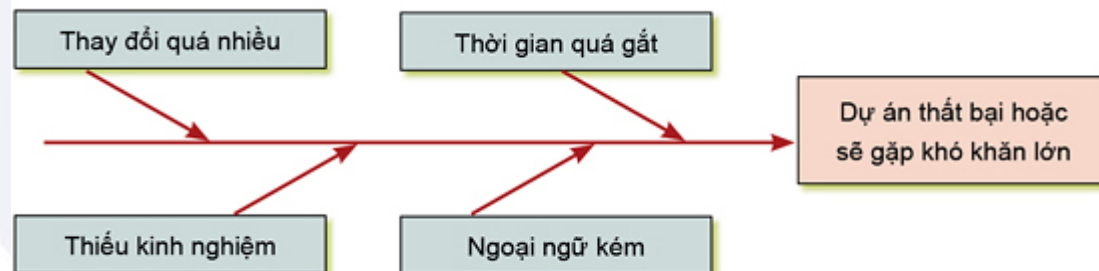 Thay đổi quá nhiều
Thời gian quá gắt
Dự án thất bại hoặc
sẽ gặp khó khăn lớn
Thiếu kinh nghiệm
Ngoại ngữ kém